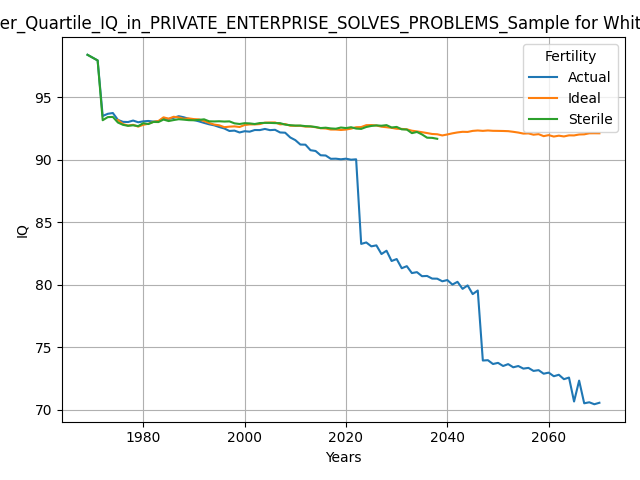 er_Quartile_IQ_in_PRIVATE_ENTERPRISE_SOLVES_PROBLEMS_Sample for Whit
Fertility
Actual
Ideal
Sterile
95
90
85
80
75
70
IQ
1980
2000
2020
2040
2060
Years